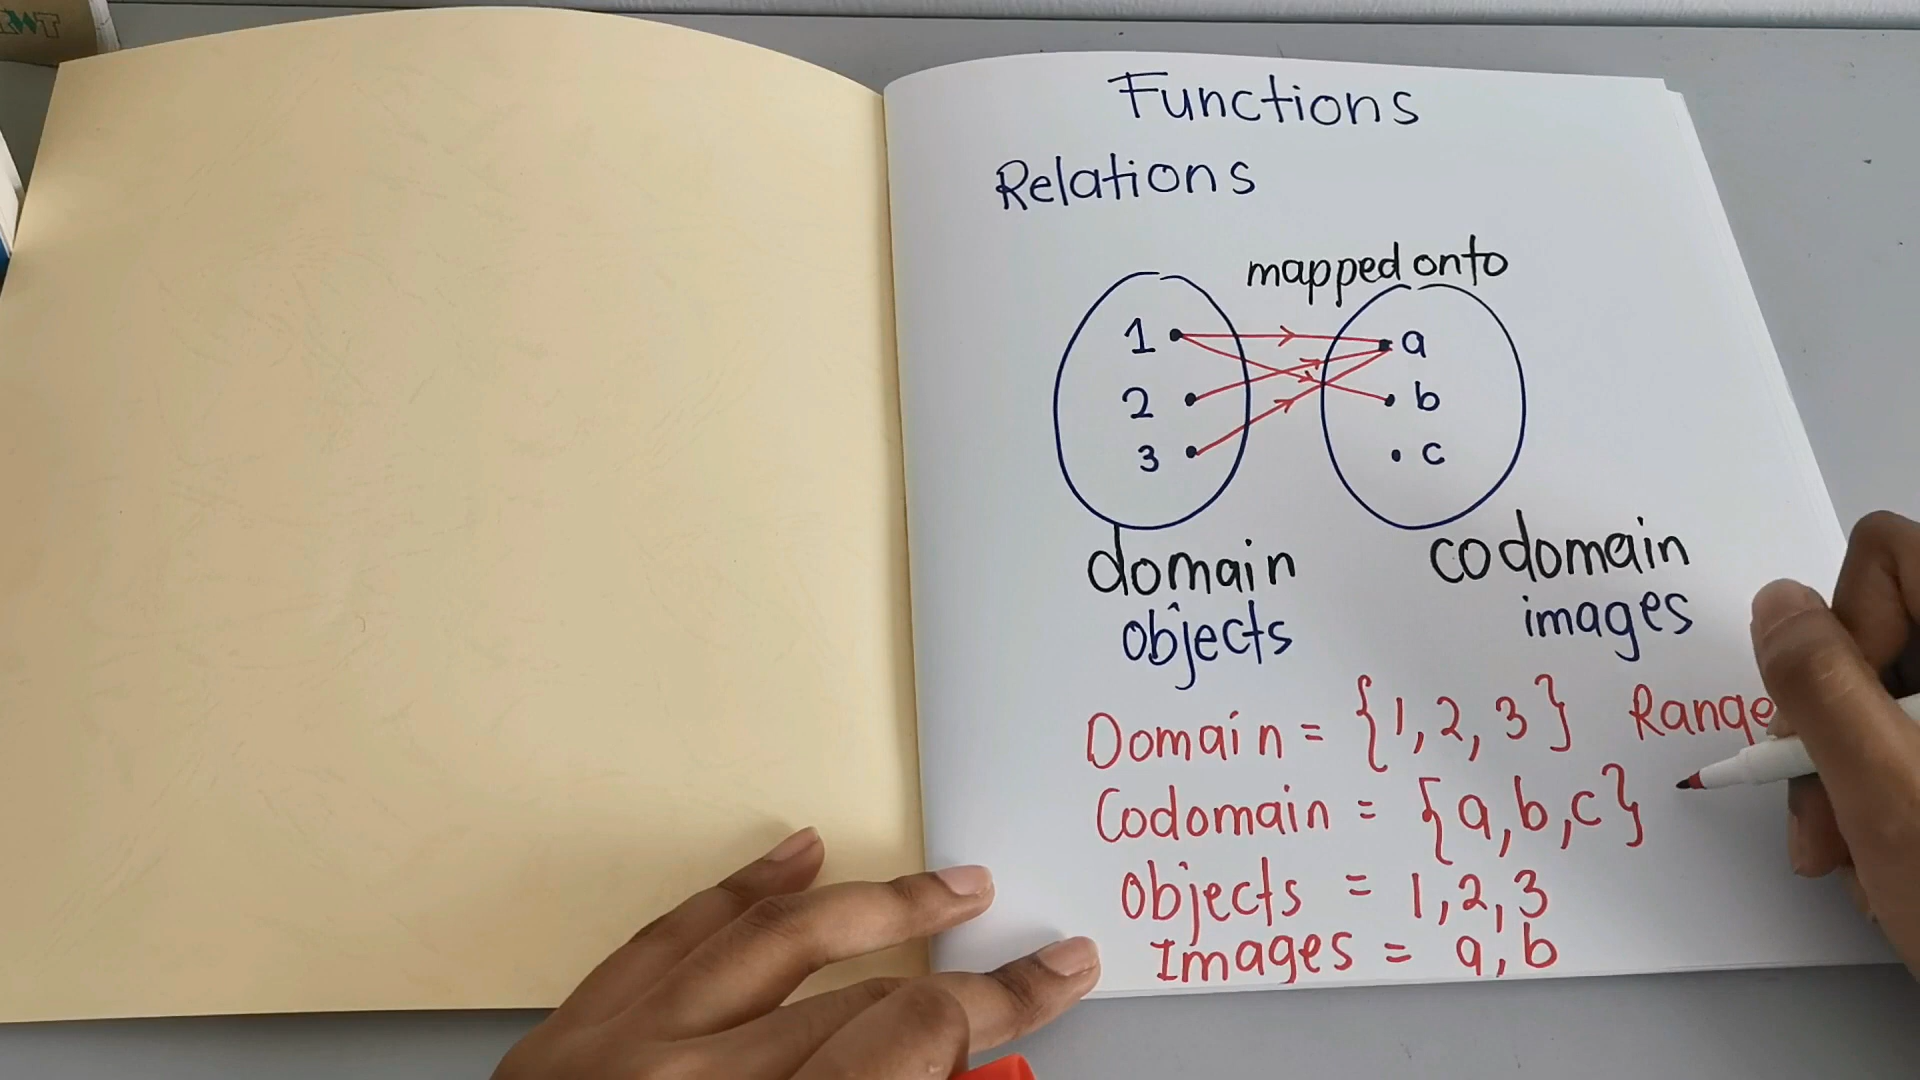 Functions
Relations
mapped onto
1 a
2 b
3 c
domain codomain
objects images
Domain = {1, 2, 3} Range
Codomain = {a, b, c}
Objects = 1, 2, 3
Images = a, b